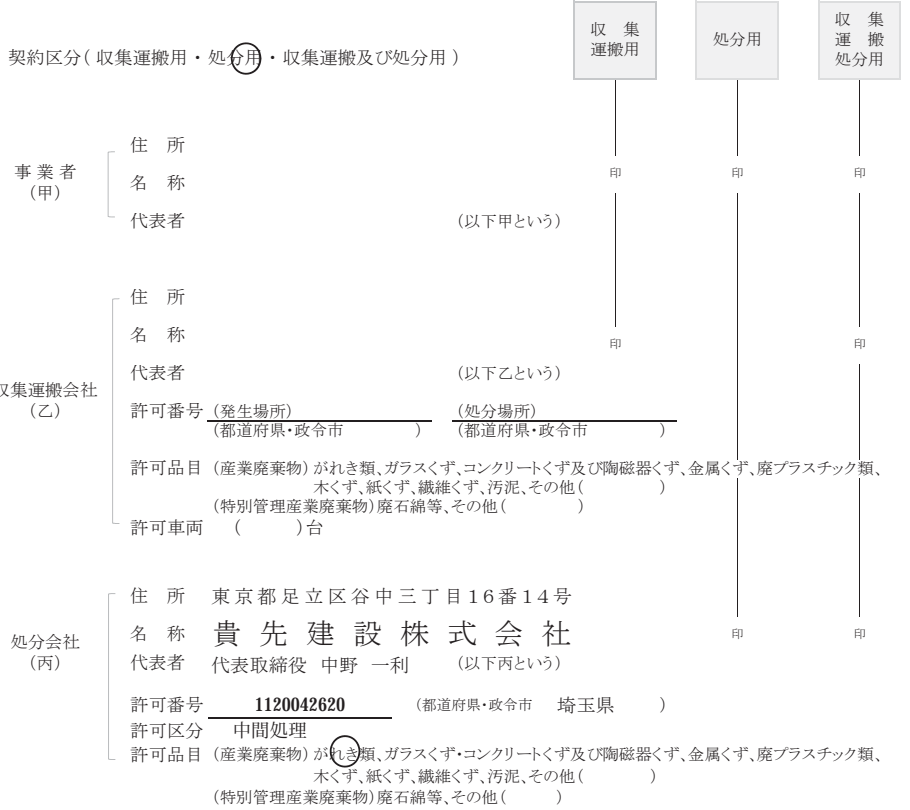 収　集
運搬用
処分用
収　集
運　搬
処分用
契約区分( 収集運搬用 ・ 処分用 ・ 収集運搬及び処分用 )
事 業 者
(甲)
住　所
印　印　印
名　称
代表者　(以下甲という)
収集運搬会社
(乙)
住　所
名　称
印　印
代表者　(以下乙という)
許可番号 (発生場所)　(処分場所)
(都道府県・政令市　)　(都道府県・政令市　)
許可品目 (産業廃棄物) がれき類、ガラスくず、コンクリートくず及び陶磁器くず、金属くず、廃プラスチック類、
木くず、紙くず、繊維くず、汚泥、その他(　)
(特別管理産業廃棄物)廃石綿等、その他(　)
許可車両　(　)台
処分会社
(丙)
住　所　東京都足立区谷中三丁目16番14号
名　称　貴先建設株式会社　印　印
代表者　代表取締役 中野 一利　(以下丙という)
許可番号　1120042620　(都道府県・政令市　埼玉県　)
許可区分　中間処理
許可品目 (産業廃棄物) がれき類、ガラスくず・コンクリートくず及び陶磁器くず、金属くず、廃プラスチック類、
木くず、紙くず、繊維くず、汚泥、その他(　)
(特別管理産業廃棄物)廃石綿等、その他(　)